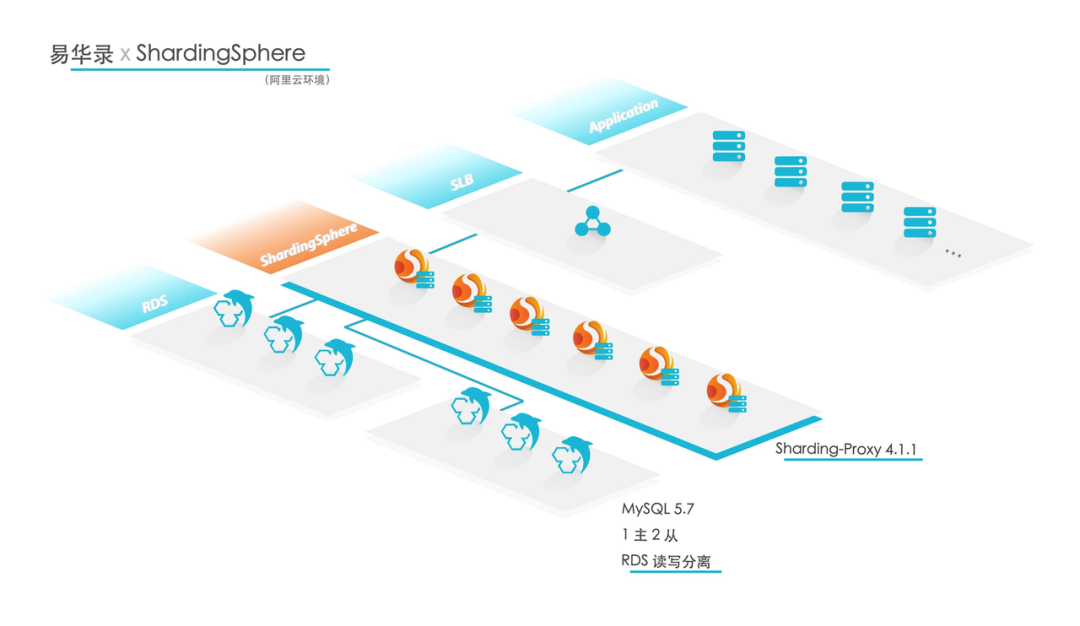 易华录 x ShardingSphere
（阿里云环境）
Application
SLB
ShardingSphere
RDS
Sharding-Proxy 4.1.1
MySQL 5.7
1 主 2 从
RDS 读写分离